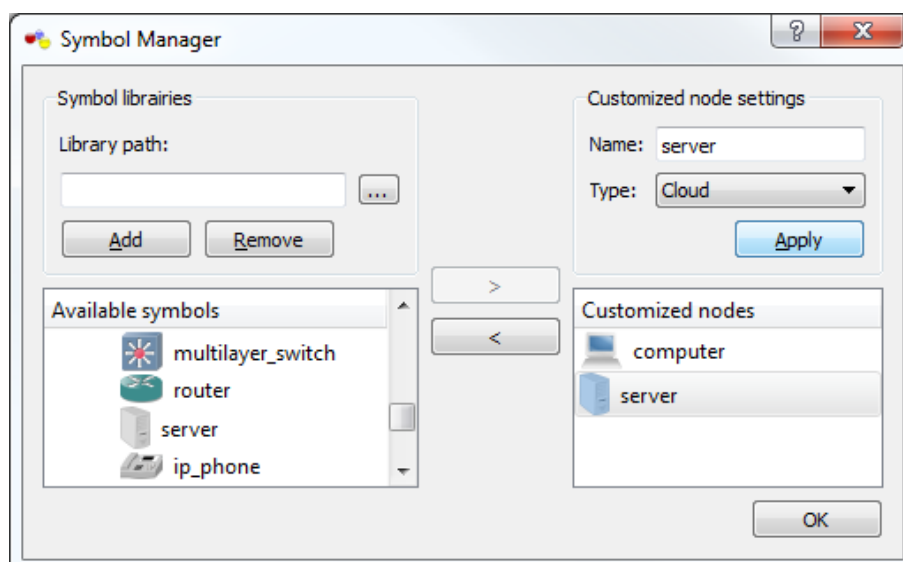 Symbol Manager
Symbol librairies
Library path:
...
Add
Remove
Customized node settings
Name:
server
Type:
Cloud
Apply
Available symbols
multilayer_switch
router
server
ip_phone
>
<
Customized nodes
computer
server
OK